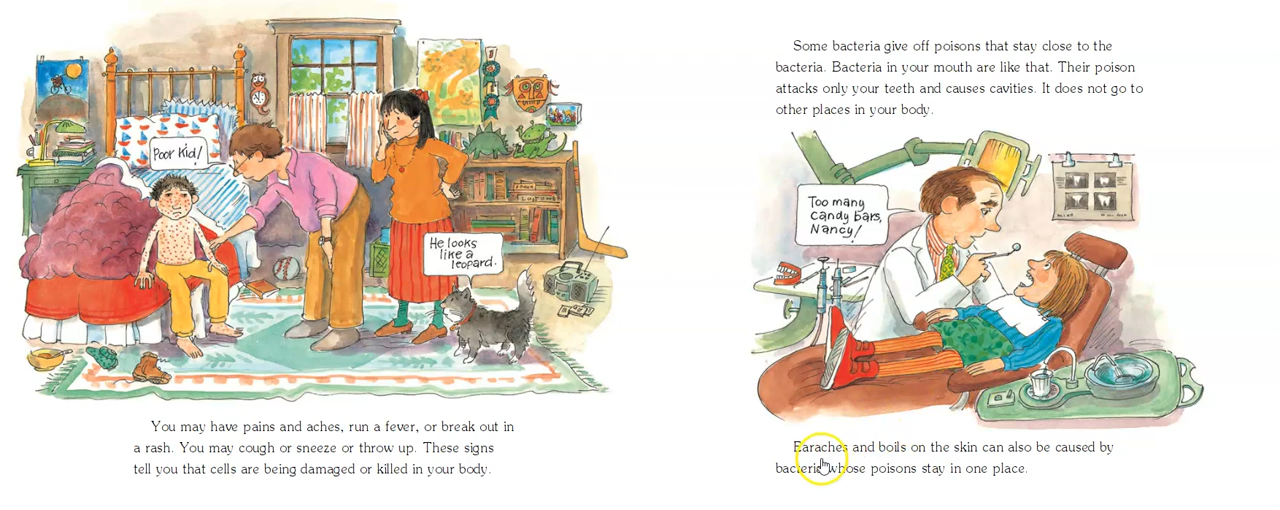 Poor Kid!
He looks
like a
leopard.
You may have pains and aches, run a fever, or break out in
a rash. You may cough or sneeze or throw up. These signs
tell you that cells are being damaged or killed in your body.
Some bacteria give off poisons that stay close to the
bacteria. Bacteria in your mouth are like that. Their poison
attacks only your teeth and causes cavities. It does not go to
other places in your body.
Too many
candy bars,
Nancy!
Earaches and boils on the skin can also be caused by
bacteria whose poisons stay in one place.